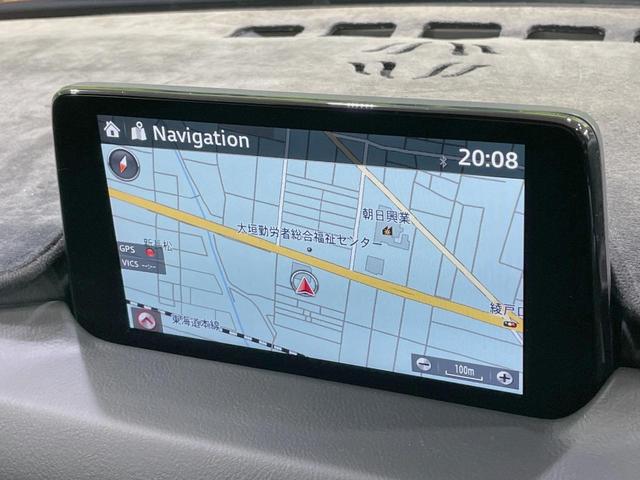 Navigation
20:08
朝日興業
大垣勤労者総合福祉センター
GPS
VICS --:--
綾戸口
東海道本線
100m